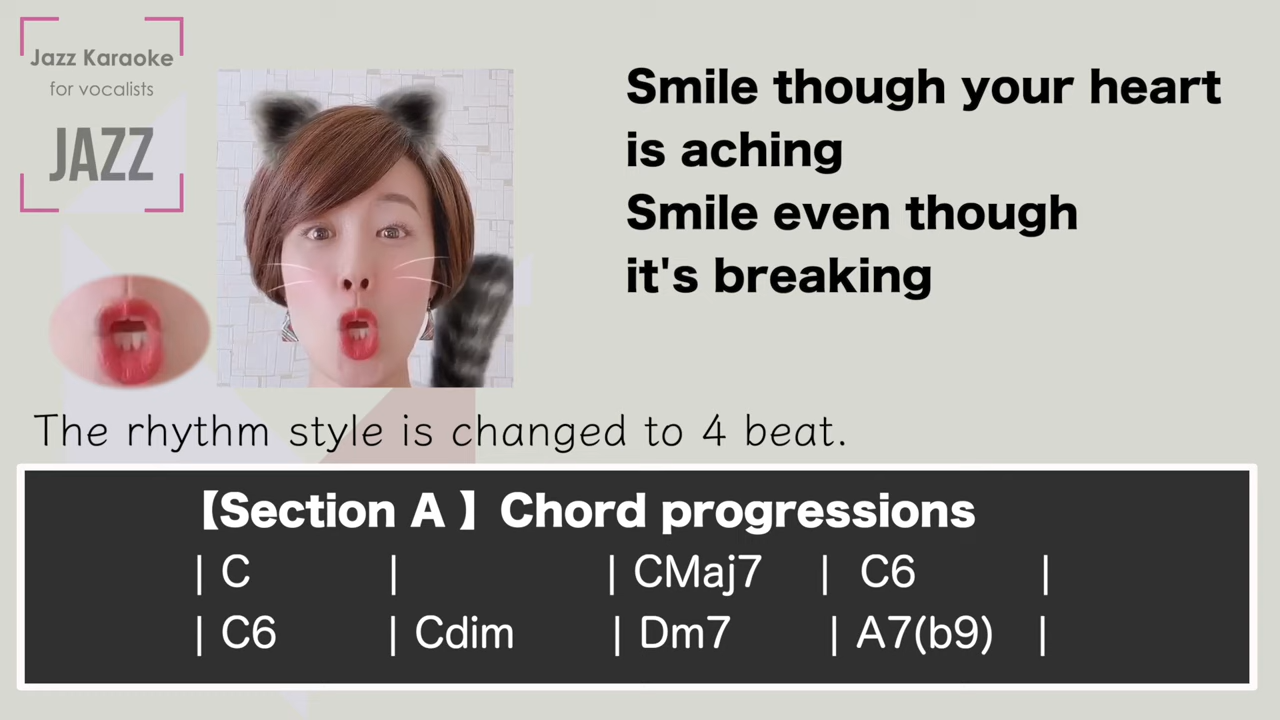 Jazz Karaoke
for vocalists
JAZZ
Smile though your heart
is aching
Smile even though
it's breaking
The rhythm style is changed to 4 beat.
【Section A 】Chord progressions
| C | | CMaj7 | C6 |
| C6 | Cdim | Dm7 | A7(b9) |